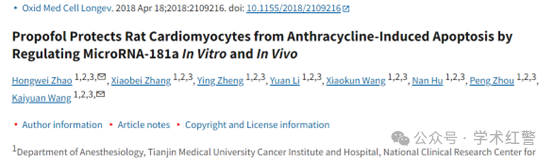 • Oxid Med Cell Longev. 2018 Apr 18;2018:2109216. doi: 10.1155/2018/2109216
Propofol Protects Rat Cardiomyocytes from Anthracycline-Induced Apoptosis by
Regulating MicroRNA-181a In Vitro and In Vivo
Hongwei Zhao 1,2,3,✉, Xiaobei Zhang 1,2,3, Ying Zheng 1,2,3, Yuan Li 1,2,3, Xiaokun Wang 1,2,3, Nan Hu 1,2,3, Peng Zhou 1,2,3,
Kaiyuan Wang 1,2,3,✉
• Author information • Article notes • Copyright and License information
公众号 · 学术红警
1Department of Anesthesiology, Tianjin Medical University Cancer Institute and Hospital, National Clinical Research Center for